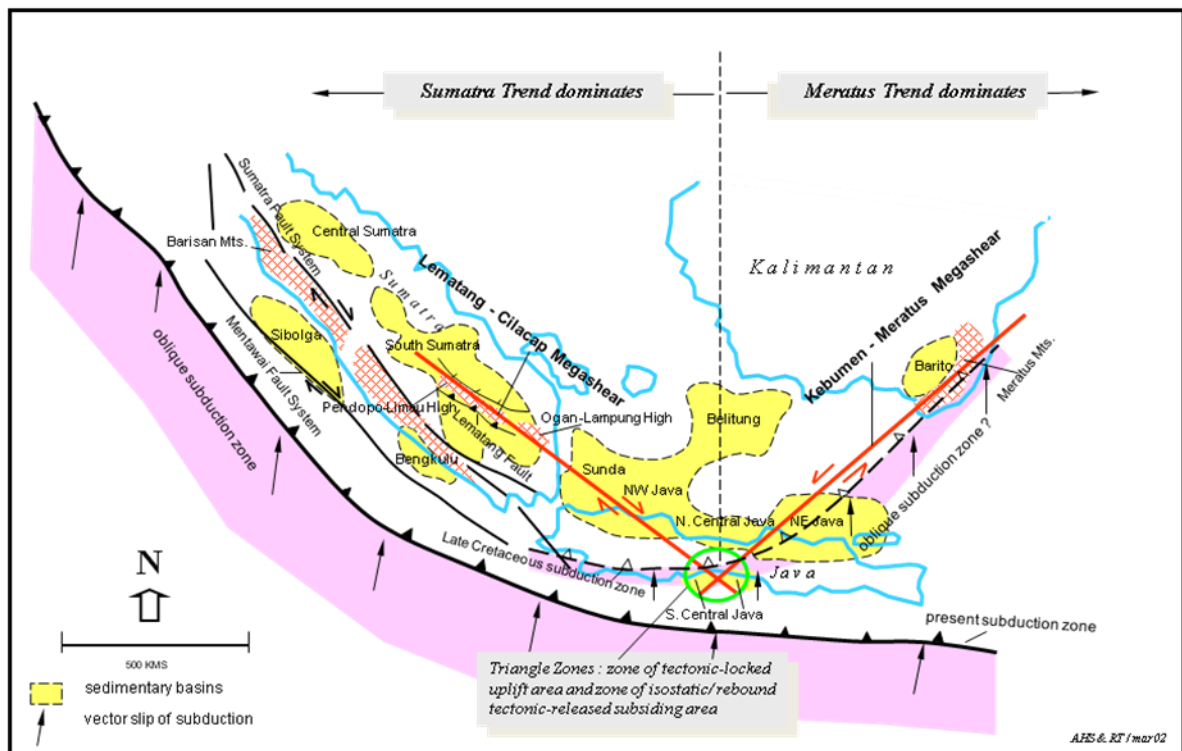 Sumatra Trend dominates
Meratus Trend dominates
Sumatra Fault System
Barisan Mts.
Central Sumatra
Sumatra
Lematang - Cilacap Megashear
Kalimantan
Kebumen - Meratus Megashear
Sibolga
South Sumatra
Mentawai Fault System
oblique subduction zone
Pendopo-Limau High
Lematang Fault
Ogan-Lampung High
Bengkulu
Belitung
Barito
Meratus Mts.
Sunda
NW Java
N. Central Java
NE Java
oblique subduction zone ?
Late Cretaceous subduction zone
Java
S. Central Java
present subduction zone
N
500 KMS
sedimentary basins
vector slip of subduction
Triangle Zones : zone of tectonic-locked
uplift area and zone of isostatic/ rebound
tectonic-released subsiding area
AHS & RT / mar 02